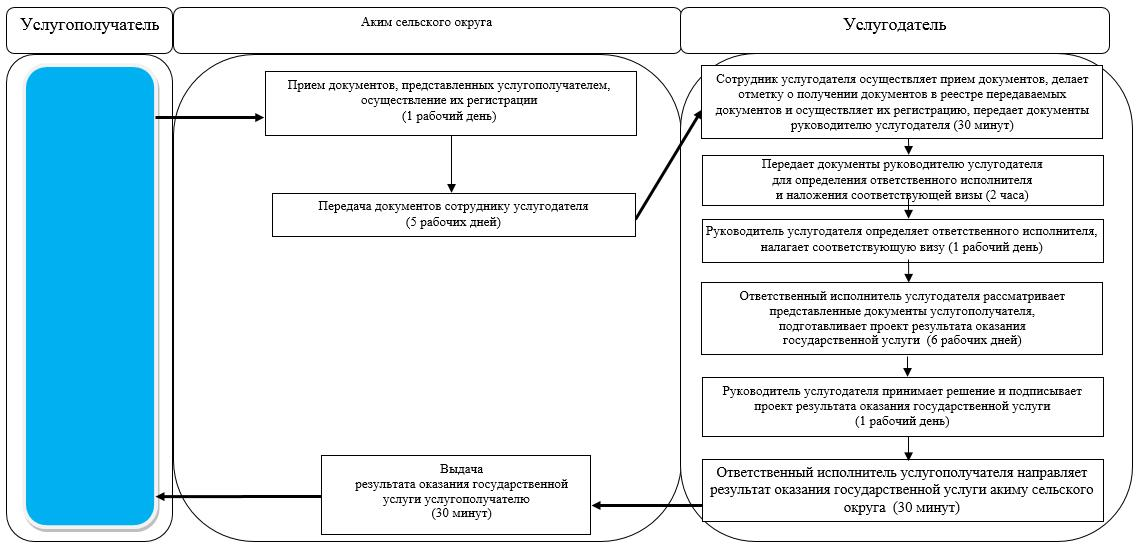 Услугополучатель
Аким сельского округа
Услугодатель
Прием документов, представленных услугополучателем,
осуществление их регистрации
(1 рабочий день)
Передача документов сотруднику услугодателя
(5 рабочих дней)
Сотрудник услугодателя осуществляет прием документов, делает
отметку о получении документов в реестре передаваемых
документов и осуществляет их регистрацию, передает документы
руководителю услугодателя (30 минут)
Передает документы руководителю услугодателя
для определения ответственного исполнителя
и наложения соответствующей визы (2 часа)
Руководитель услугодателя определяет ответственного исполнителя,
налагает соответствующую визу (1 рабочий день)
Ответственный исполнитель услугодателя рассматривает
представленные документы услугополучателя,
подготавливает проект результата оказания
государственной услуги (6 рабочих дней)
Руководитель услугодателя принимает решение и подписывает
проект результата оказания государственной услуги
(1 рабочий день)
Ответственный исполнитель услугополучателя направляет
результат оказания государственной услуги акиму сельского
округа (30 минут)
Выдача
результата оказания государственной
услуги услугополучателю
(30 минут)